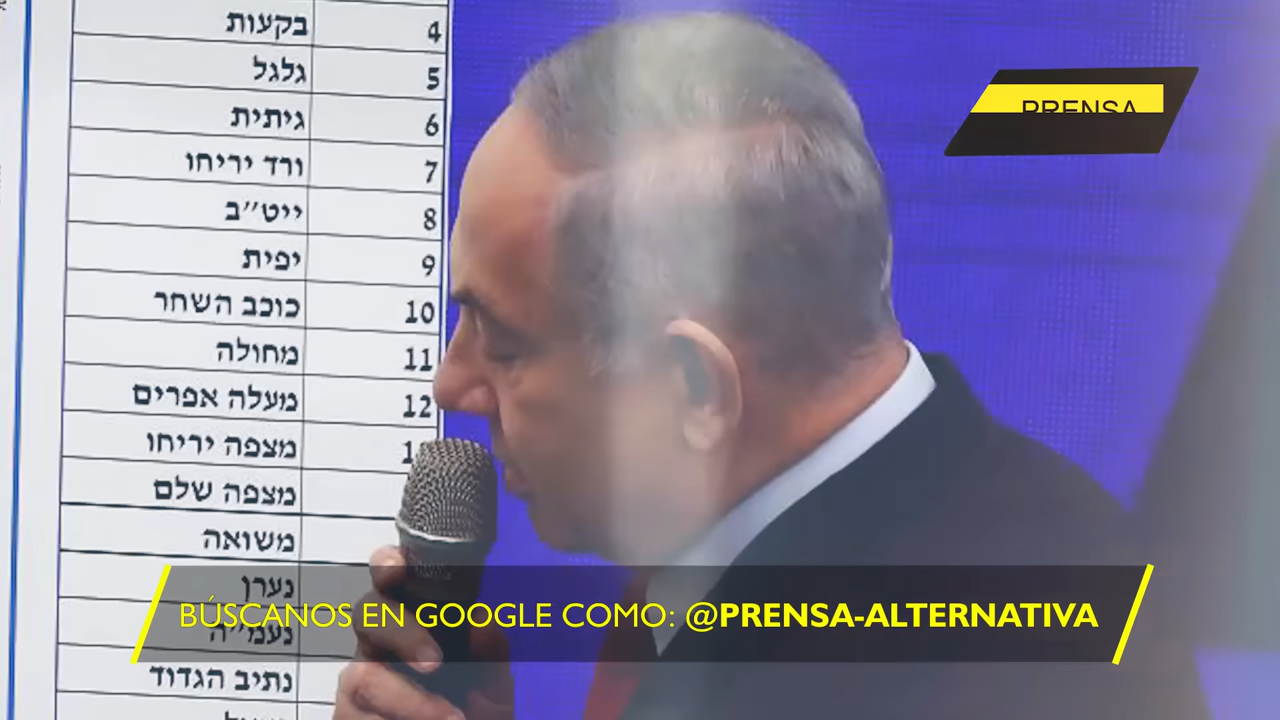 4 בקעות
5 גלגל
6 גיתית
7 ורד יריחו
8 ייט״ב
9 יפית
10 כוכב השחר
11 מחולה
12 מעלה אפרים
מצפה יריחו
מצפה שלם
משואה
נערן
נעמי״ה
נתיב הגדוד
PRENSA
BÚSCANOS EN GOOGLE COMO: @PRENSA-ALTERNATIVA